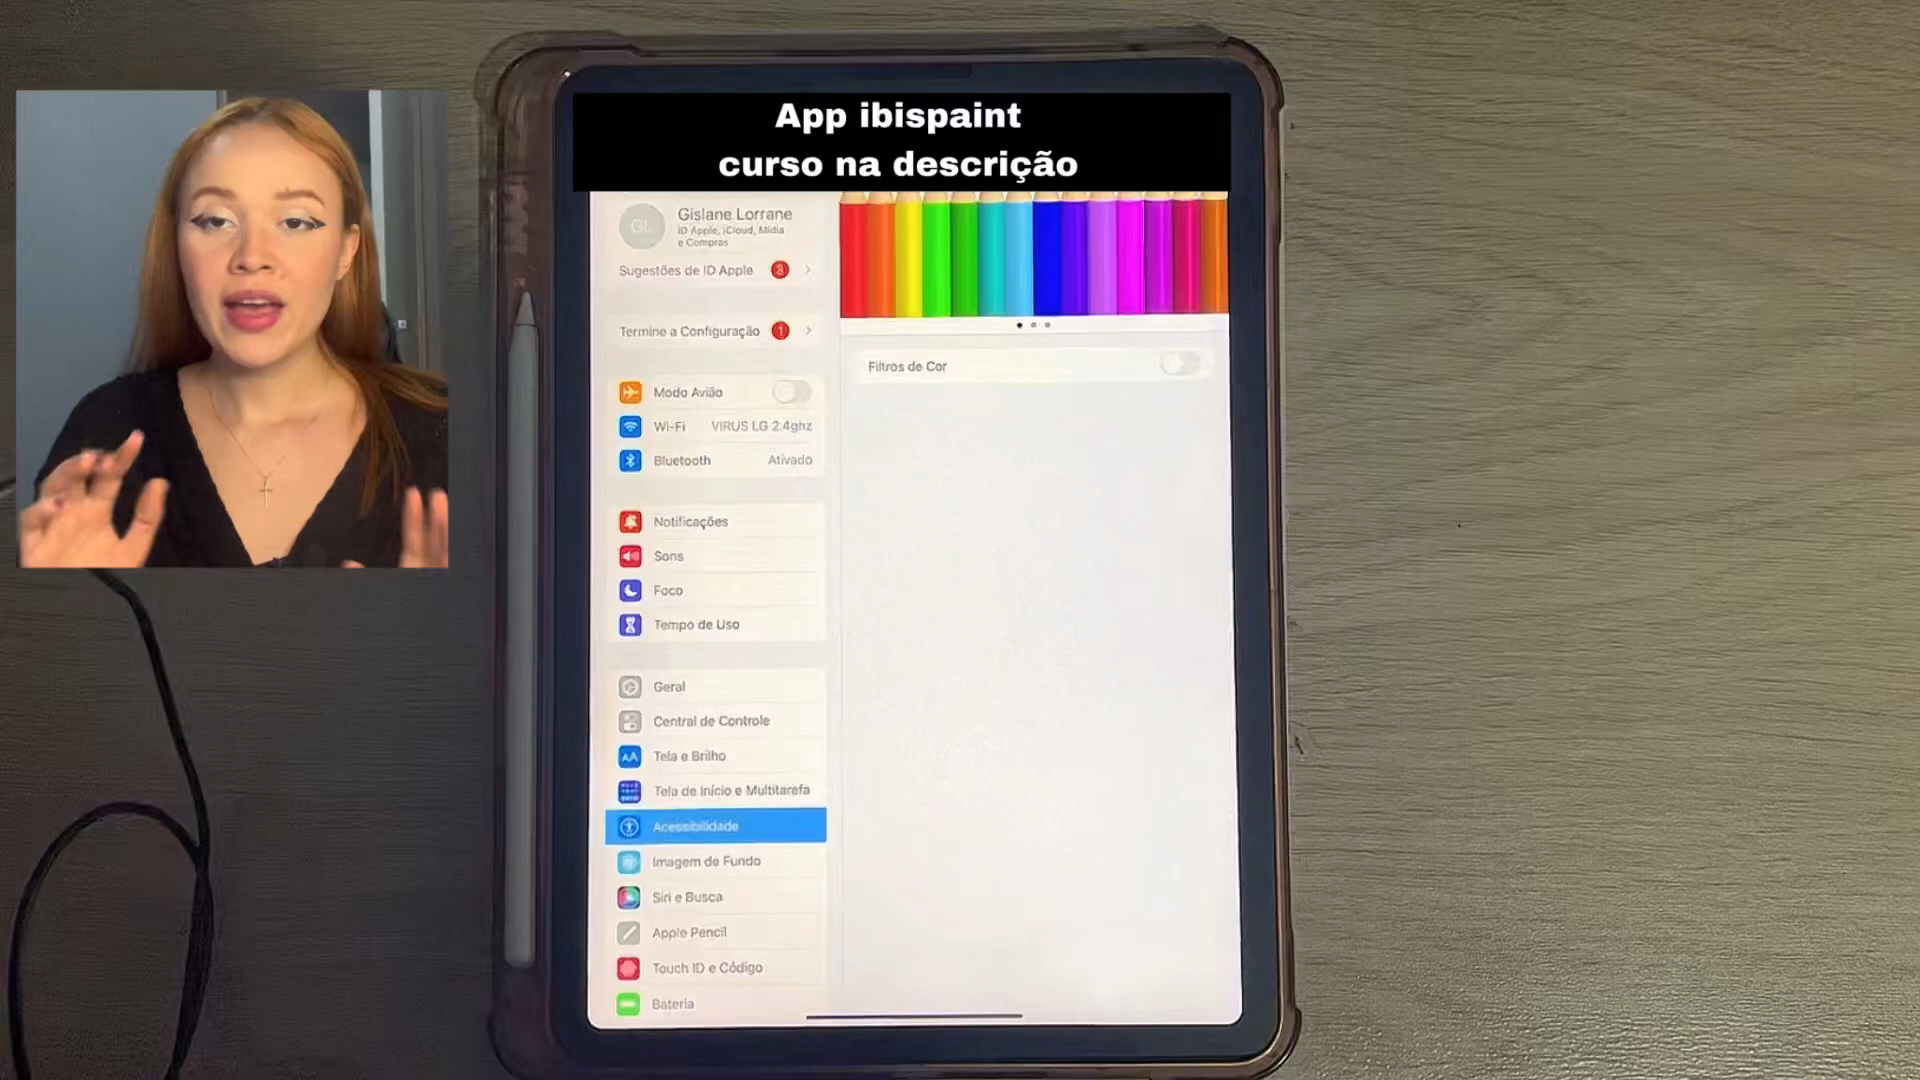 App ibispaint
curso na descrição
GL
Gislane Lorrane
ID Apple, iCloud, Mídia
e Compras
Sugestões de ID Apple 3
Termine a Configuração 1
Modo Avião
Wi-Fi VIRUS LG 2.4ghz
Bluetooth Ativado
Notificações
Sons
Foco
Tempo de Uso
Geral
Central de Controle
AA Tela e Brilho
Tela de Início e Multitarefa
Acessibilidade
Imagem de Fundo
Siri e Busca
Apple Pencil
Touch ID e Código
Bateria
Filtros de Cor